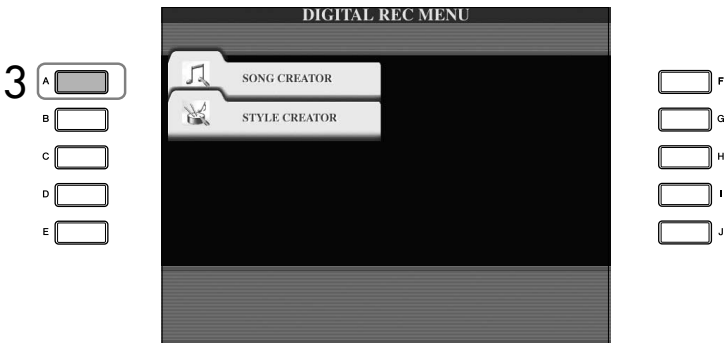 DIGITAL REC MENU
3
A
SONG CREATOR
F
B
STYLE CREATOR
G
C
H
D
I
E
J